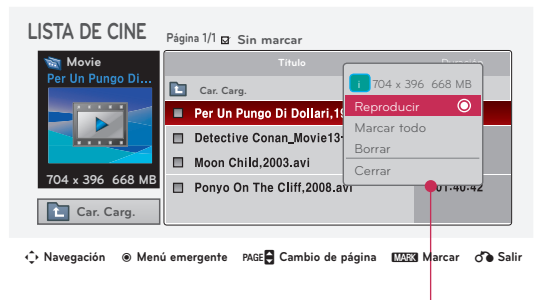 LISTA DE CINE
Página 1/1 Sin marcar
Movie
Per Un Pungo Di...
704 x 396 668 MB
Car. Carg.
Título
Car. Carg.
Per Un Pungo Di Dollari,19
Detective Conan_Movie13
Moon Child,2003.avi
Ponyo On The Cliff,2008.avi
01:40:42
i 704 x 396 668 MB
Reproducir
Marcar todo
Borrar
Cerrar
Navegación Menú emergente PAGE Cambio de página MARK Marcar Salir